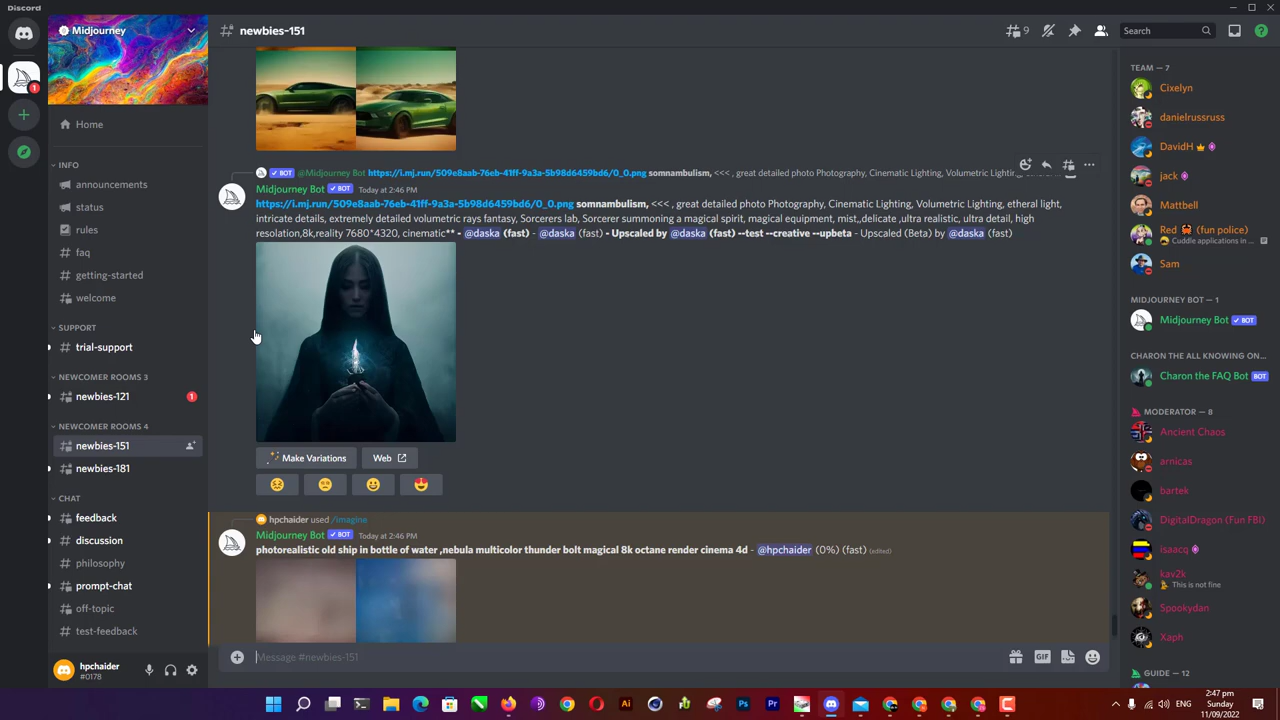 Discord
Midjourney
newbies-151
9
Search
1
Home
INFO
announcements
status
rules
faq
getting-started
welcome
SUPPORT
trial-support
NEWCOMER ROOMS 3
newbies-121
1
NEWCOMER ROOMS 4
newbies-151
newbies-181
CHAT
feedback
discussion
philosophy
prompt-chat
off-topic
test-feedback
hpchaider
#0178
BOT @Midjourney Bot https://i.mj.run/509e8aab-76eb-41ff-9a3a-5b98d6459bd6/0_0.png somnambulism, <<< , great detailed photo Photography, Cinematic Lighting, Volumetric Lightin
Midjourney Bot BOT Today at 2:46 PM
https://i.mj.run/509e8aab-76eb-41ff-9a3a-5b98d6459bd6/0_0.png somnambulism, <<< , great detailed photo Photography, Cinematic Lighting, Volumetric Lighting, ethereal light,
intricate details, extremely detailed volumetric rays fantasy, Sorcerers lab, Sorcerer summoning a magical spirit, magical equipment, mist,,delicate ,ultra realistic, ultra detail, high
resolution,8k,reality 7680*4320, cinematic** - @daska (fast) - @daska (fast) - Upscaled by @daska (fast) --test --creative --upbeta - Upscaled (Beta) by @daska (fast)
Make Variations
Web
hpchaider used /imagine
Midjourney Bot BOT Today at 2:46 PM
photorealistic old ship in bottle of water ,nebula multicolor thunder bolt magical 8k octane render cinema 4d - @hpchaider (0%) (fast) (edited)
Message #newbies-151
GIF
TEAM — 7
Cixelyn
danielrussruss
DavidH
jack
Mattbell
Red (fun police)
Cuddle applications in ...
Sam
MIDJOURNEY BOT — 1
Midjourney Bot BOT
CHARON THE ALL KNOWING ON...
Charon the FAQ Bot BOT
MODERATOR — 8
Ancient Chaos
arnicas
bartek
DigitalDragon (Fun FBI)
isaacq
kav2k
This is not fine
Spookydan
Xaph
GUIDE — 12
Ai
Ps
Pr
ENG
2:47 pm
Sunday
11/09/2022